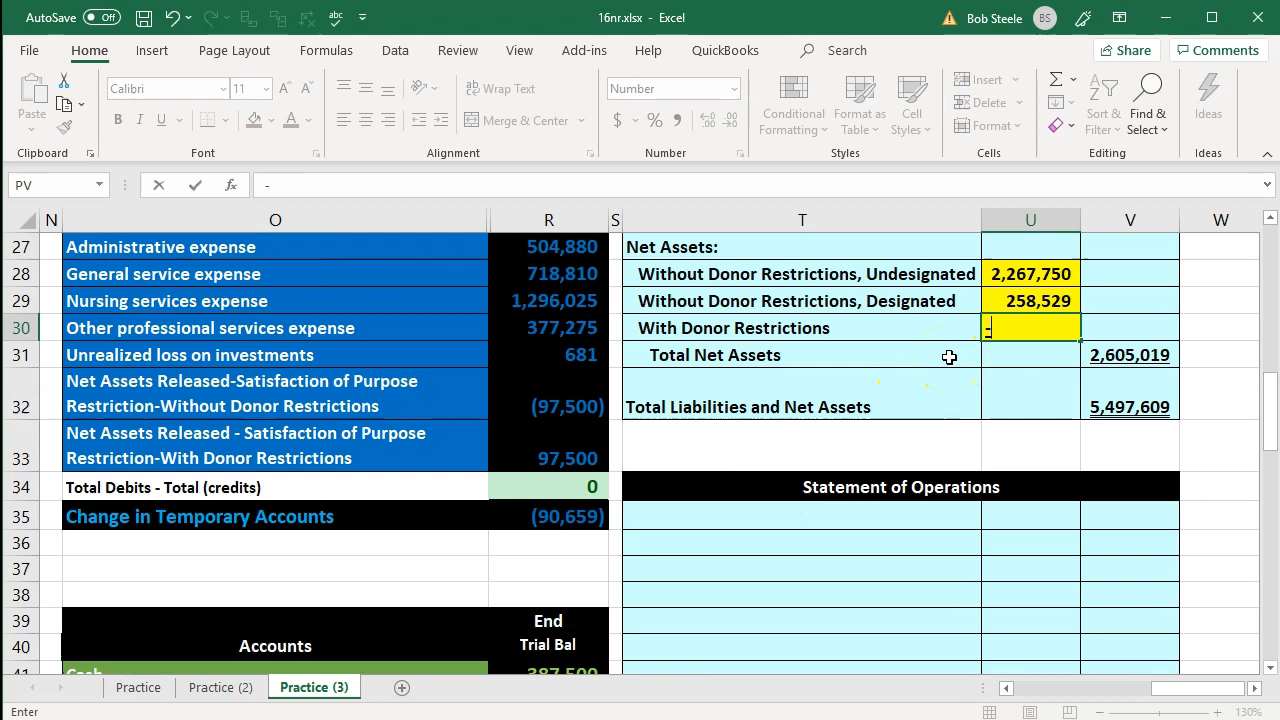 AutoSave Off 16nr.xlsx - Excel Bob Steele BS
File Home Insert Page Layout Formulas Data Review View Add-ins Help QuickBooks Search Share Comments
Paste
Calibri 11
B I U
Wrap Text
Merge & Center
Number
$ % ,
Conditional Formatting
Format as Table
Cell Styles
Insert
Delete
Format
Sort & Filter
Find & Select
Ideas
Clipboard Font Alignment Number Styles Cells Editing Ideas
PV fx -
N O R S T U V W
27 Administrative expense 504,880 Net Assets:
28 General service expense 718,810 Without Donor Restrictions, Undesignated 2,267,750
29 Nursing services expense 1,296,025 Without Donor Restrictions, Designated 258,529
30 Other professional services expense 377,275 With Donor Restrictions -
31 Unrealized loss on investments 681 Total Net Assets 2,605,019
Net Assets Released-Satisfaction of Purpose
32 Restriction-Without Donor Restrictions (97,500) Total Liabilities and Net Assets 5,497,609
Net Assets Released - Satisfaction of Purpose
33 Restriction-With Donor Restrictions 97,500
34 Total Debits - Total (credits) 0 Statement of Operations
35 Change in Temporary Accounts (90,659)
36
37
38
39 End
40 Accounts Trial Bal
41 Cash 387,500
Practice Practice (2) Practice (3)
Enter 130%